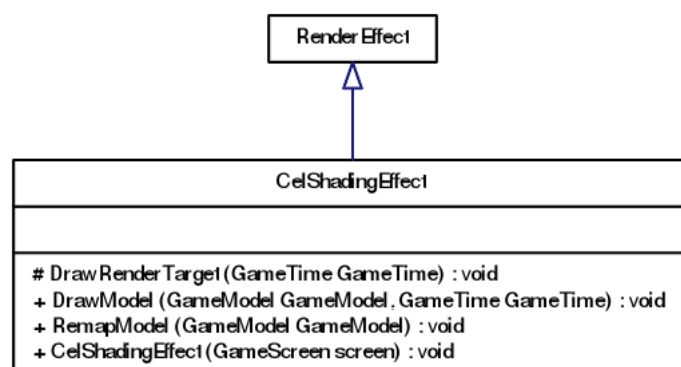 RenderEffect
CelShadingEffect
# DrawRenderTarget (GameTime GameTime) : void
+ DrawModel (GameModel GameModel, GameTime GameTime) : void
+ RemapModel (GameModel GameModel) : void
+ CelShadingEffect (GameScreen screen) : void